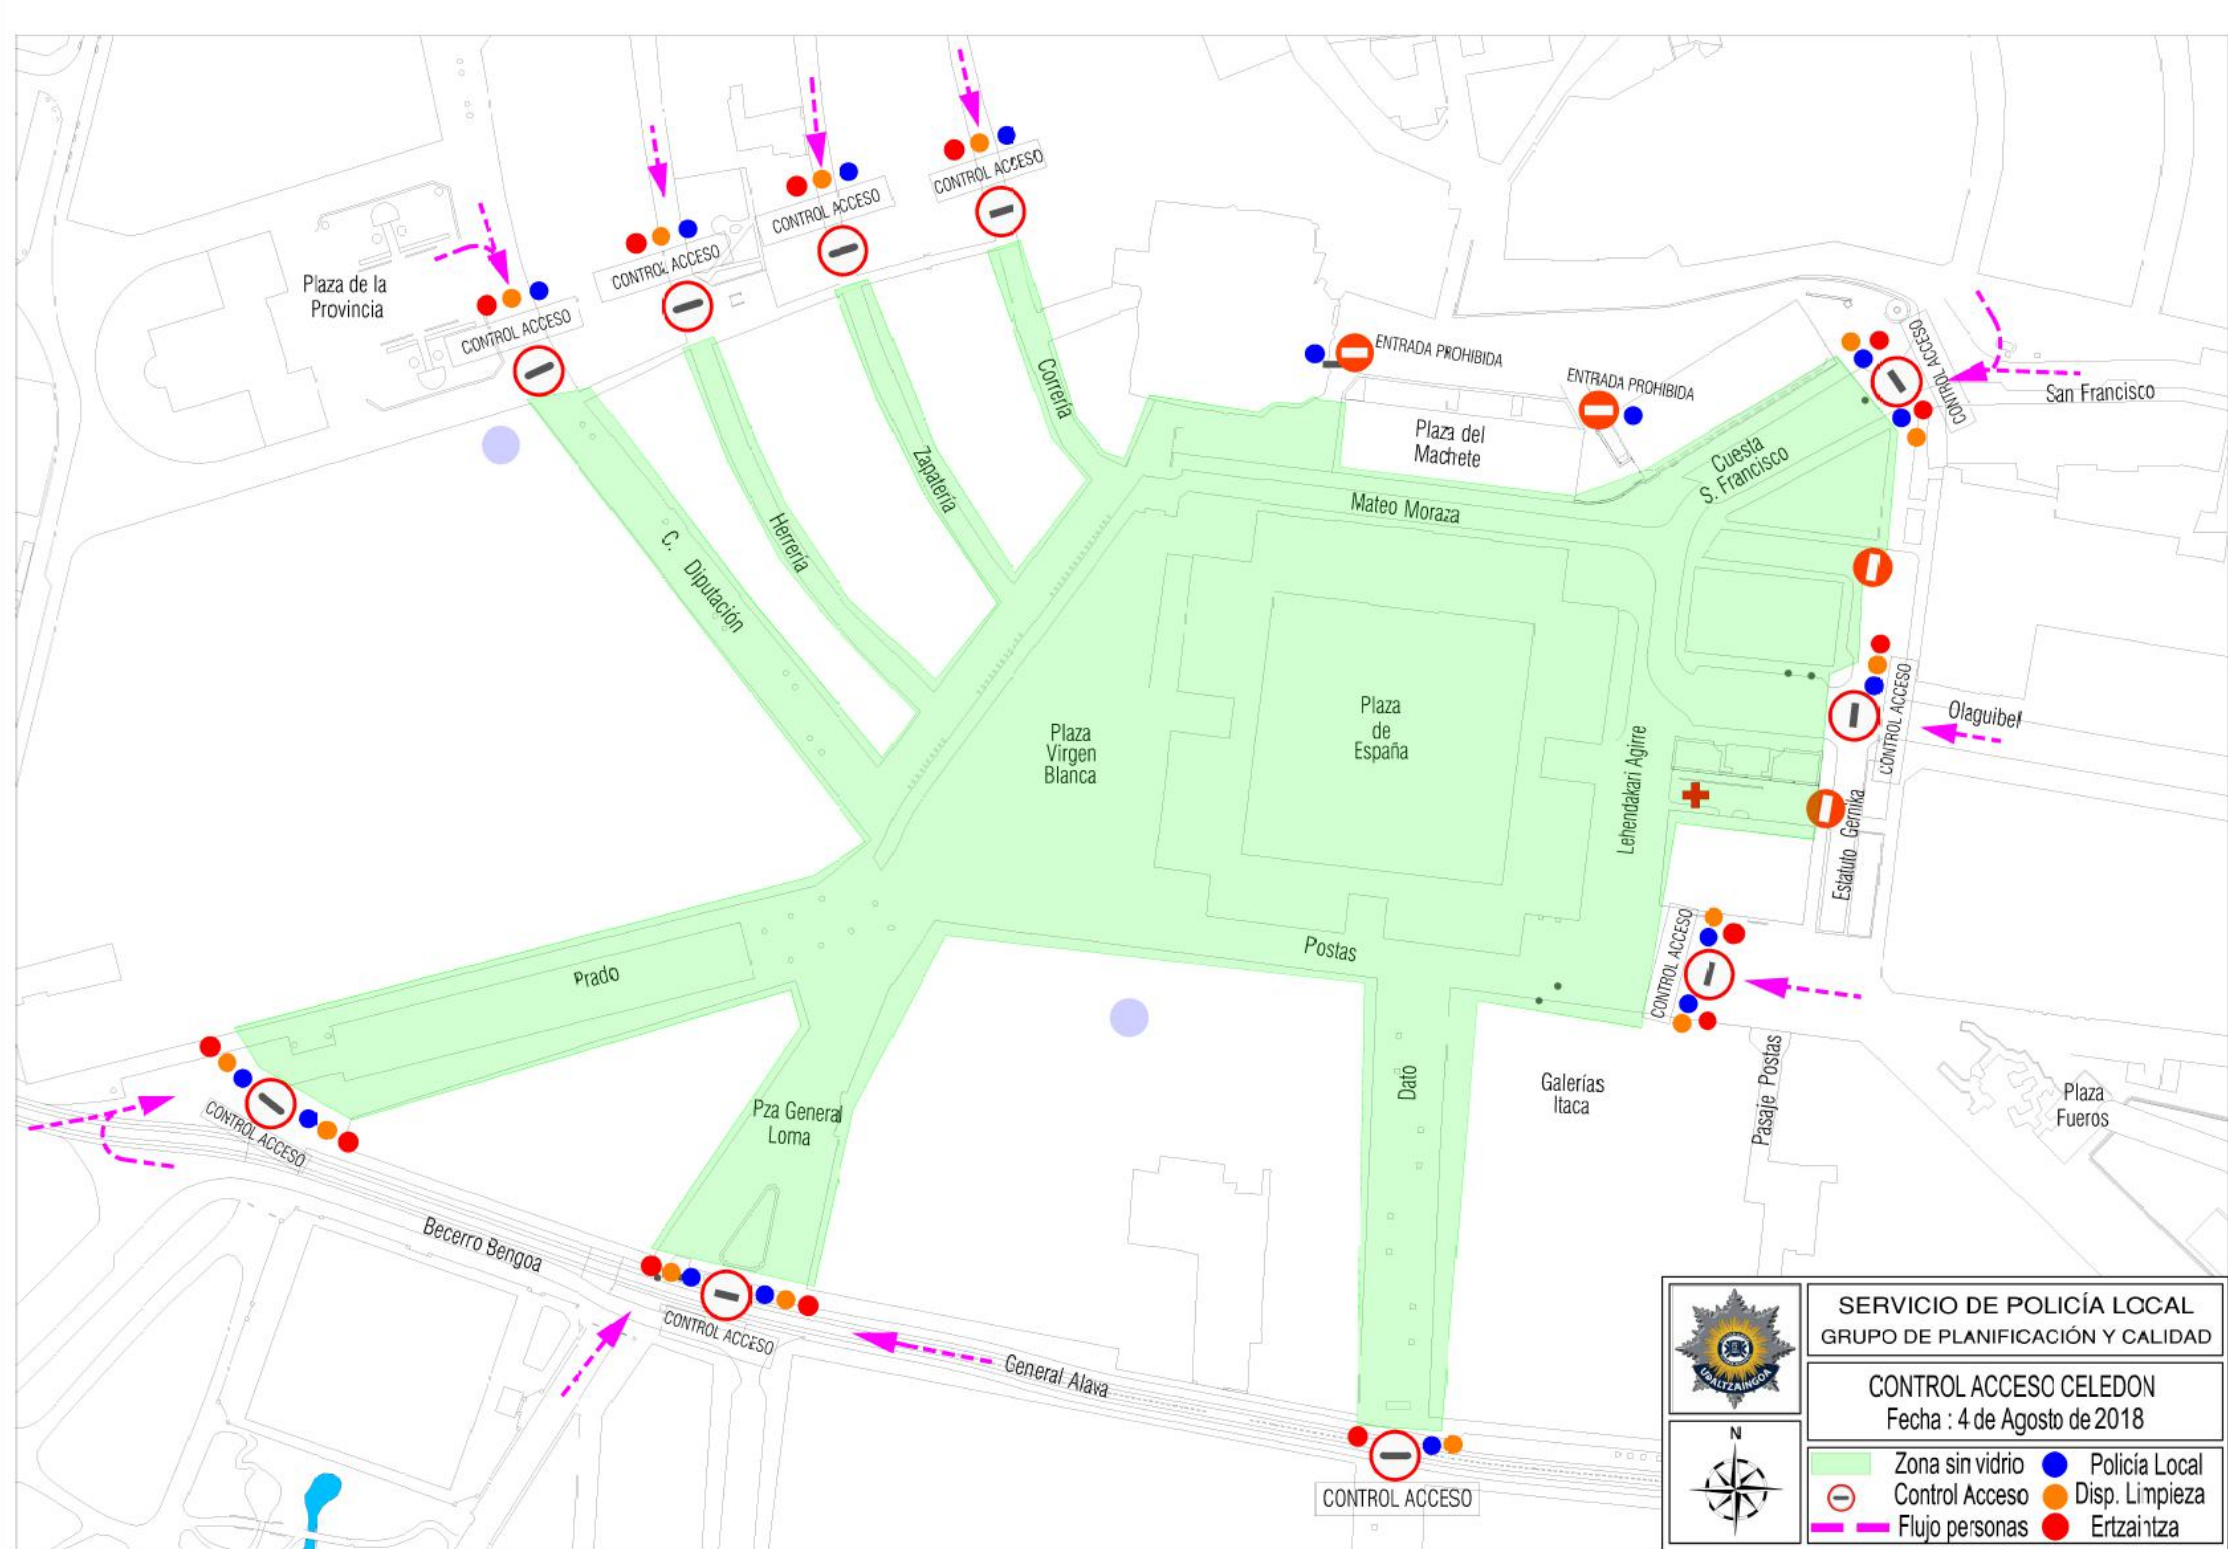 CONTROL ACCESO
CONTROL ACCESO
CONTROL ACCESO
CONTROL ACCESO
Plaza de la
Provincia
Correría
Zapatería
Herrería
C. Diputación
ENTRADA PROHIBIDA
ENTRADA PROHIBIDA
Plaza del
Machete
CONTROL ACCESO
San Francisco
Cuesta
S. Francisco
Mateo Moraza
Plaza
Virgen
Blanca
Plaza
de
España
Lehendakari Agirre
CONTROL ACCESO
Olaguibel
Estatuto Gernika
CONTROL ACCESO
Postas
Prado
Dato
Pza General
Loma
Galerías
Itaca
Pasaje Postas
Plaza
Fueros
CONTROL ACCESO
Becerro Bengoa
CONTROL ACCESO
General Alava
CONTROL ACCESO
SERVICIO DE POLICÍA LOCAL
GRUPO DE PLANIFICACIÓN Y CALIDAD
UDALTZAINGOA
CONTROL ACCESO CELEDON
Fecha : 4 de Agosto de 2018
N
Zona sin vidrio
Policía Local
Control Acceso
Disp. Limpieza
Flujo personas
Ertzaintza